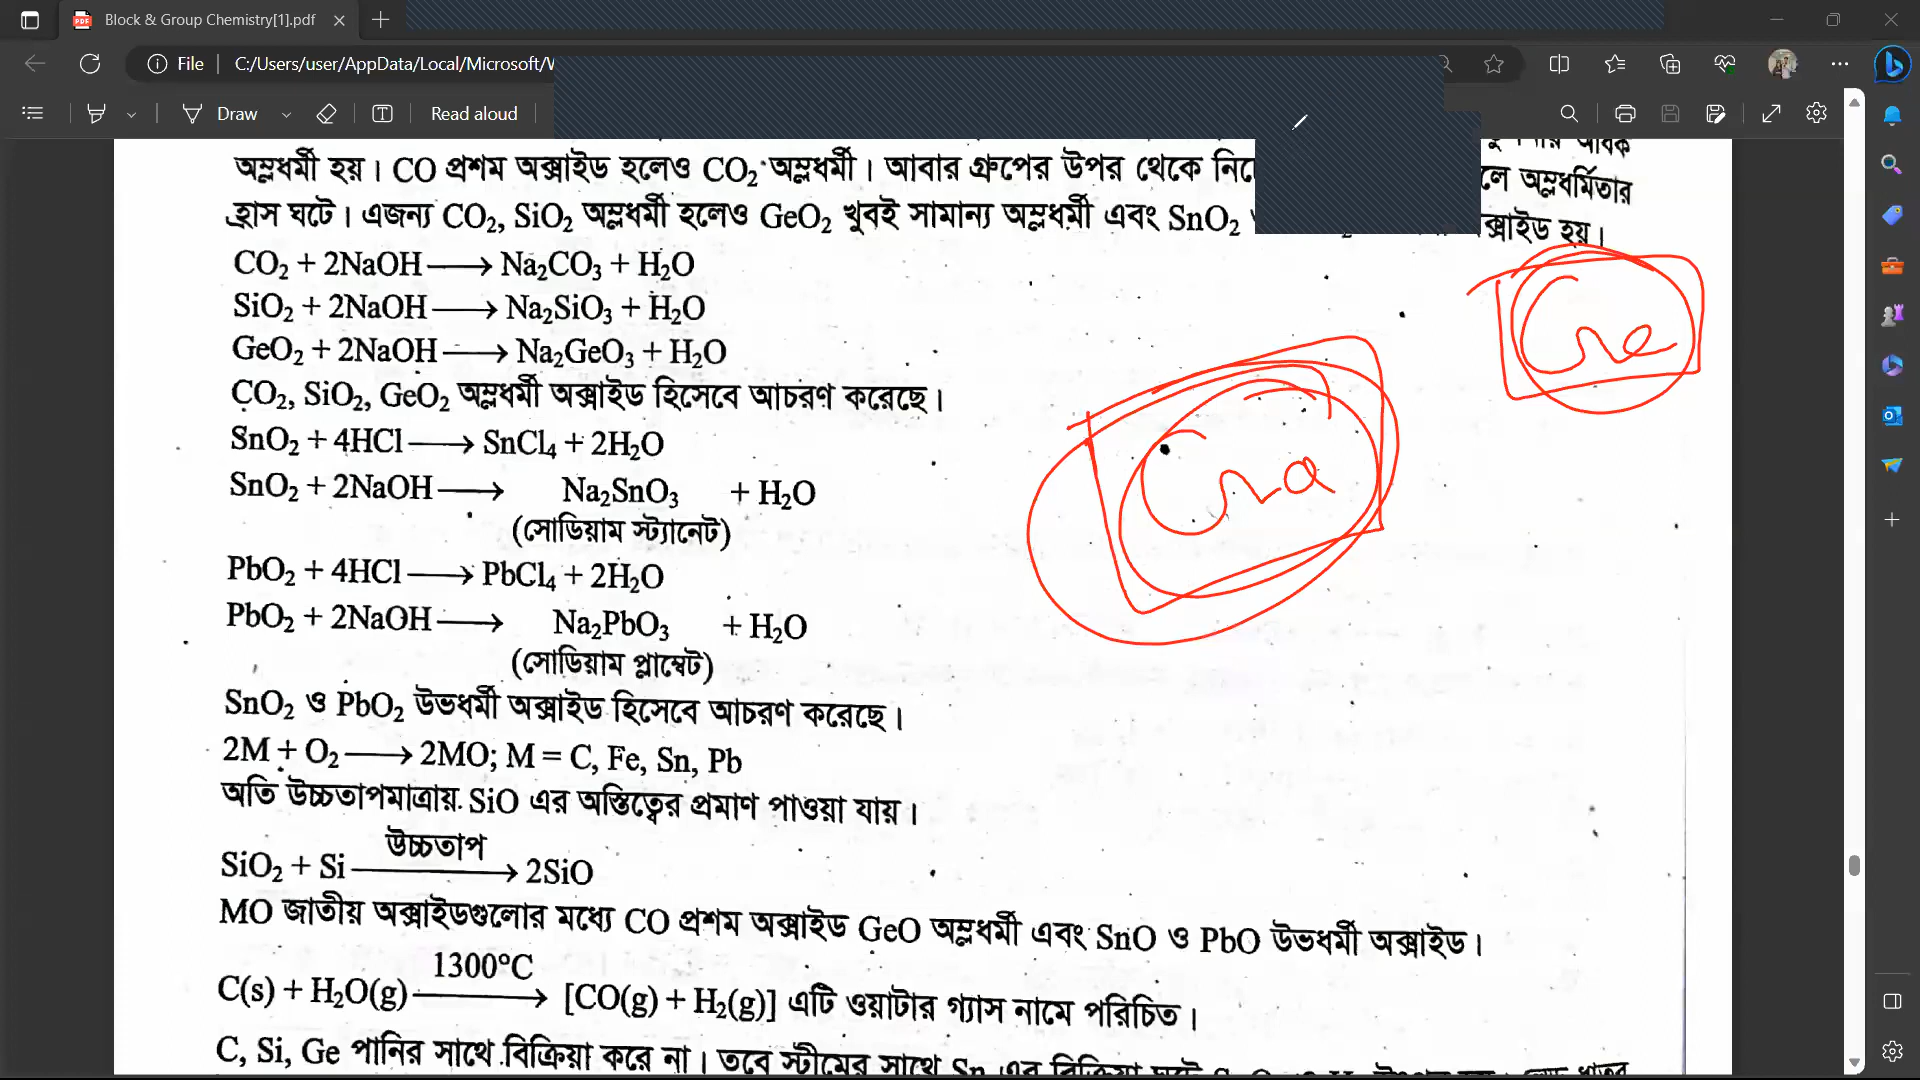 Block & Group Chemistry[1].pdf
File
C:/Users/user/AppData/Local/Microsoft/
Draw
Read aloud
অধিক
অম্লধর্মী হয়। CO প্রশম অক্সাইড হলেও CO₂ অম্লধর্মী। আবার গ্রুপের উপর থেকে অম্লধর্মিতার
হ্রাস ঘটে। এজন্য CO₂, SiO₂ অম্লধর্মী হলেও GeO₂ খুবই সামান্য অম্লধর্মী এবং SnO₂ হয়।
CO₂ + 2NaOH ⟶ Na₂CO₃ + H₂O
SiO₂ + 2NaOH ⟶ Na₂SiO₃ + H₂O
GeO₂ + 2NaOH ⟶ Na₂GeO₃ + H₂O
CO₂, SiO₂, GeO₂ অম্লধর্মী অক্সাইড হিসেবে আচরণ করেছে।
SnO₂ + 4HCl ⟶ SnCl₄ + 2H₂O
SnO₂ + 2NaOH ⟶ Na₂SnO₃ + H₂O
(সোডিয়াম স্ট্যানেট)
PbO₂ + 4HCl ⟶ PbCl₄ + 2H₂O
PbO₂ + 2NaOH ⟶ Na₂PbO₃ + H₂O
(সোডিয়াম প্লাম্বেট)
SnO₂ ও PbO₂ উভধর্মী অক্সাইড হিসেবে আচরণ করেছে।
2M + O₂ ⟶ 2MO; M = C, Fe, Sn, Pb
অতি উচ্চতাপমাত্রায় SiO এর অস্তিত্বের প্রমাণ পাওয়া যায়।
উচ্চতাপ
SiO₂ + Si ⟶ 2SiO
MO জাতীয় অক্সাইডগুলোর মধ্যে CO প্রশম অক্সাইড GeO অম্লধর্মী এবং SnO ও PbO উভধর্মী অক্সাইড।
1300°C
C(s) + H₂O(g) ⟶ [CO(g) + H₂(g)] এটি ওয়াটার গ্যাস নামে পরিচিত।
C, Si, Ge পানির সাথে বিক্রিয়া করে না। তবে স্টীমের সাথে Sn এর বিক্রিয়া ঘটে